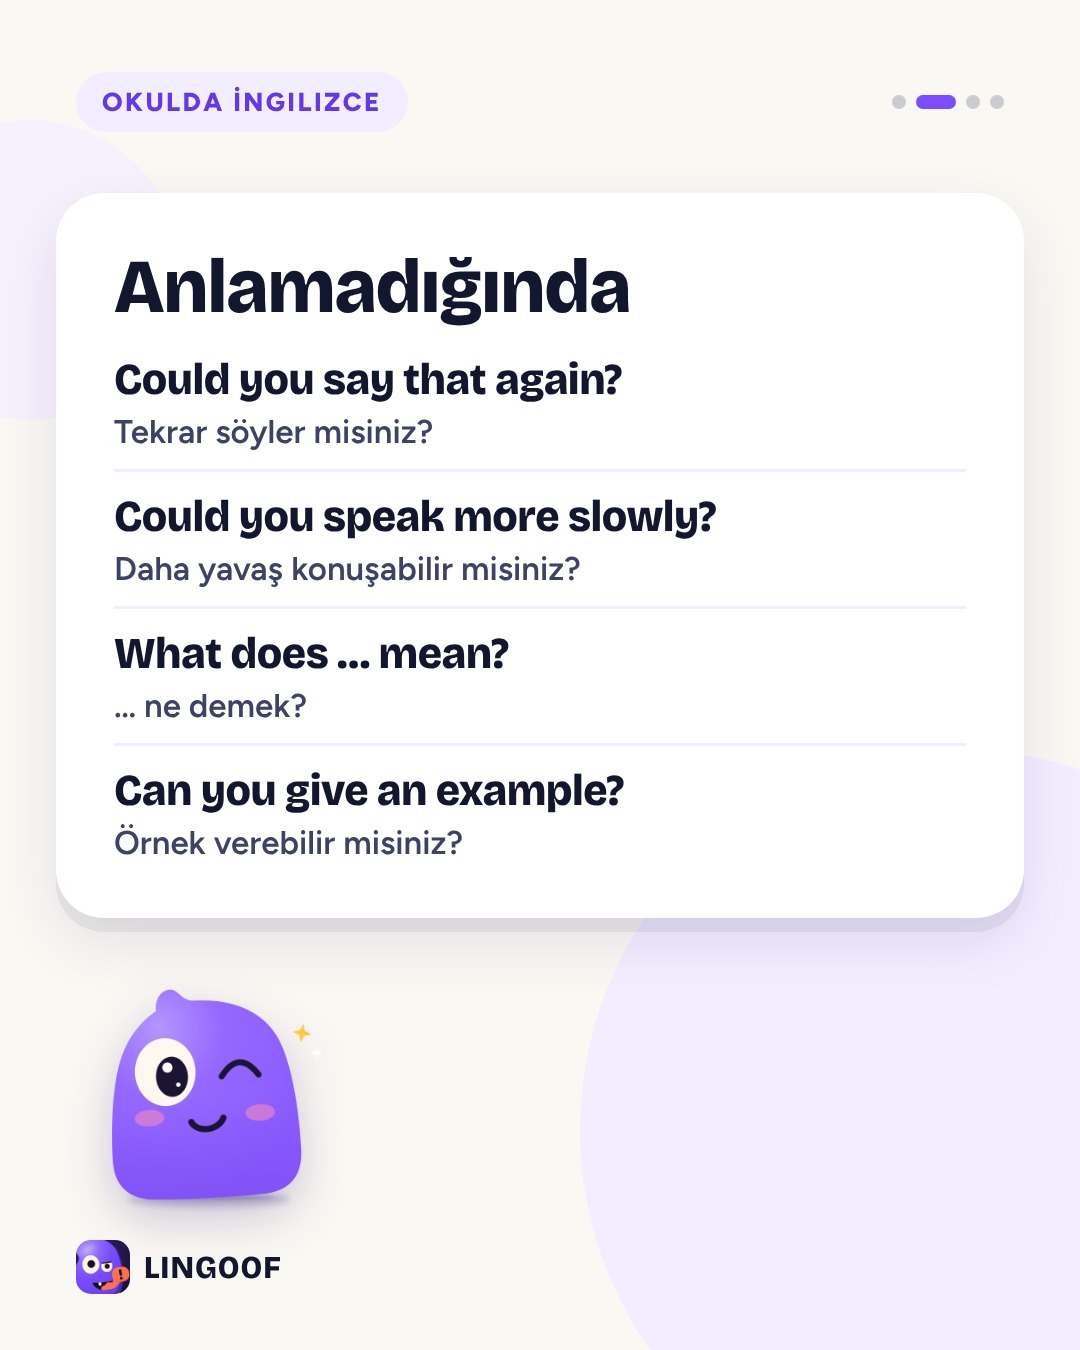 OKULDA İNGILIZCE
Anlamadığında
Could you say that again?
Tekrar söyler misiniz?
Could you speak more slowly?
Daha yavaş konuşabilir misiniz?
What does ... mean?
... ne demek?
Can you give an example?
Örnek verebilir misiniz?
LINGOOF